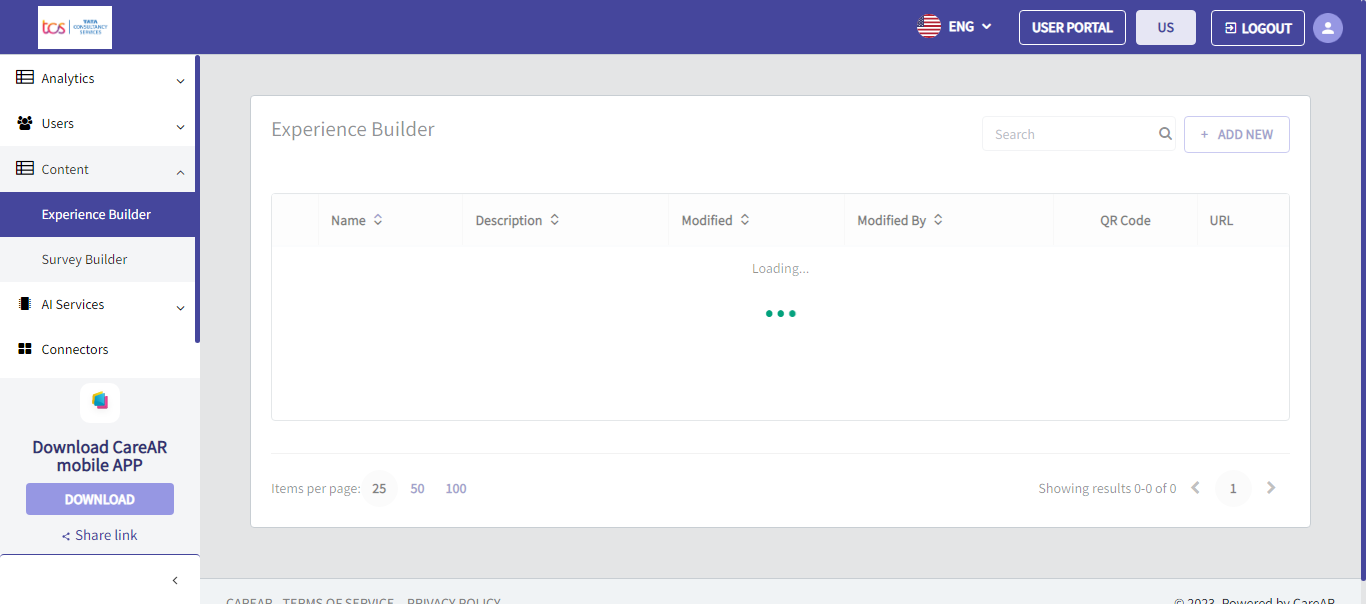 tcs TATA CONSULTANCY SERVICES
ENG
USER PORTAL
US
LOGOUT
Analytics
Users
Content
Experience Builder
Survey Builder
AI Services
Connectors
Download CareAR
mobile APP
DOWNLOAD
Share link
Experience Builder
Search
+ ADD NEW
Name
Description
Modified
Modified By
QR Code
URL
Loading...
Items per page: 25 50 100
Showing results 0-0 of 0
1
CAREAR TERMS OF SERVICE PRIVACY POLICY
© 2023 Powered by CareAR